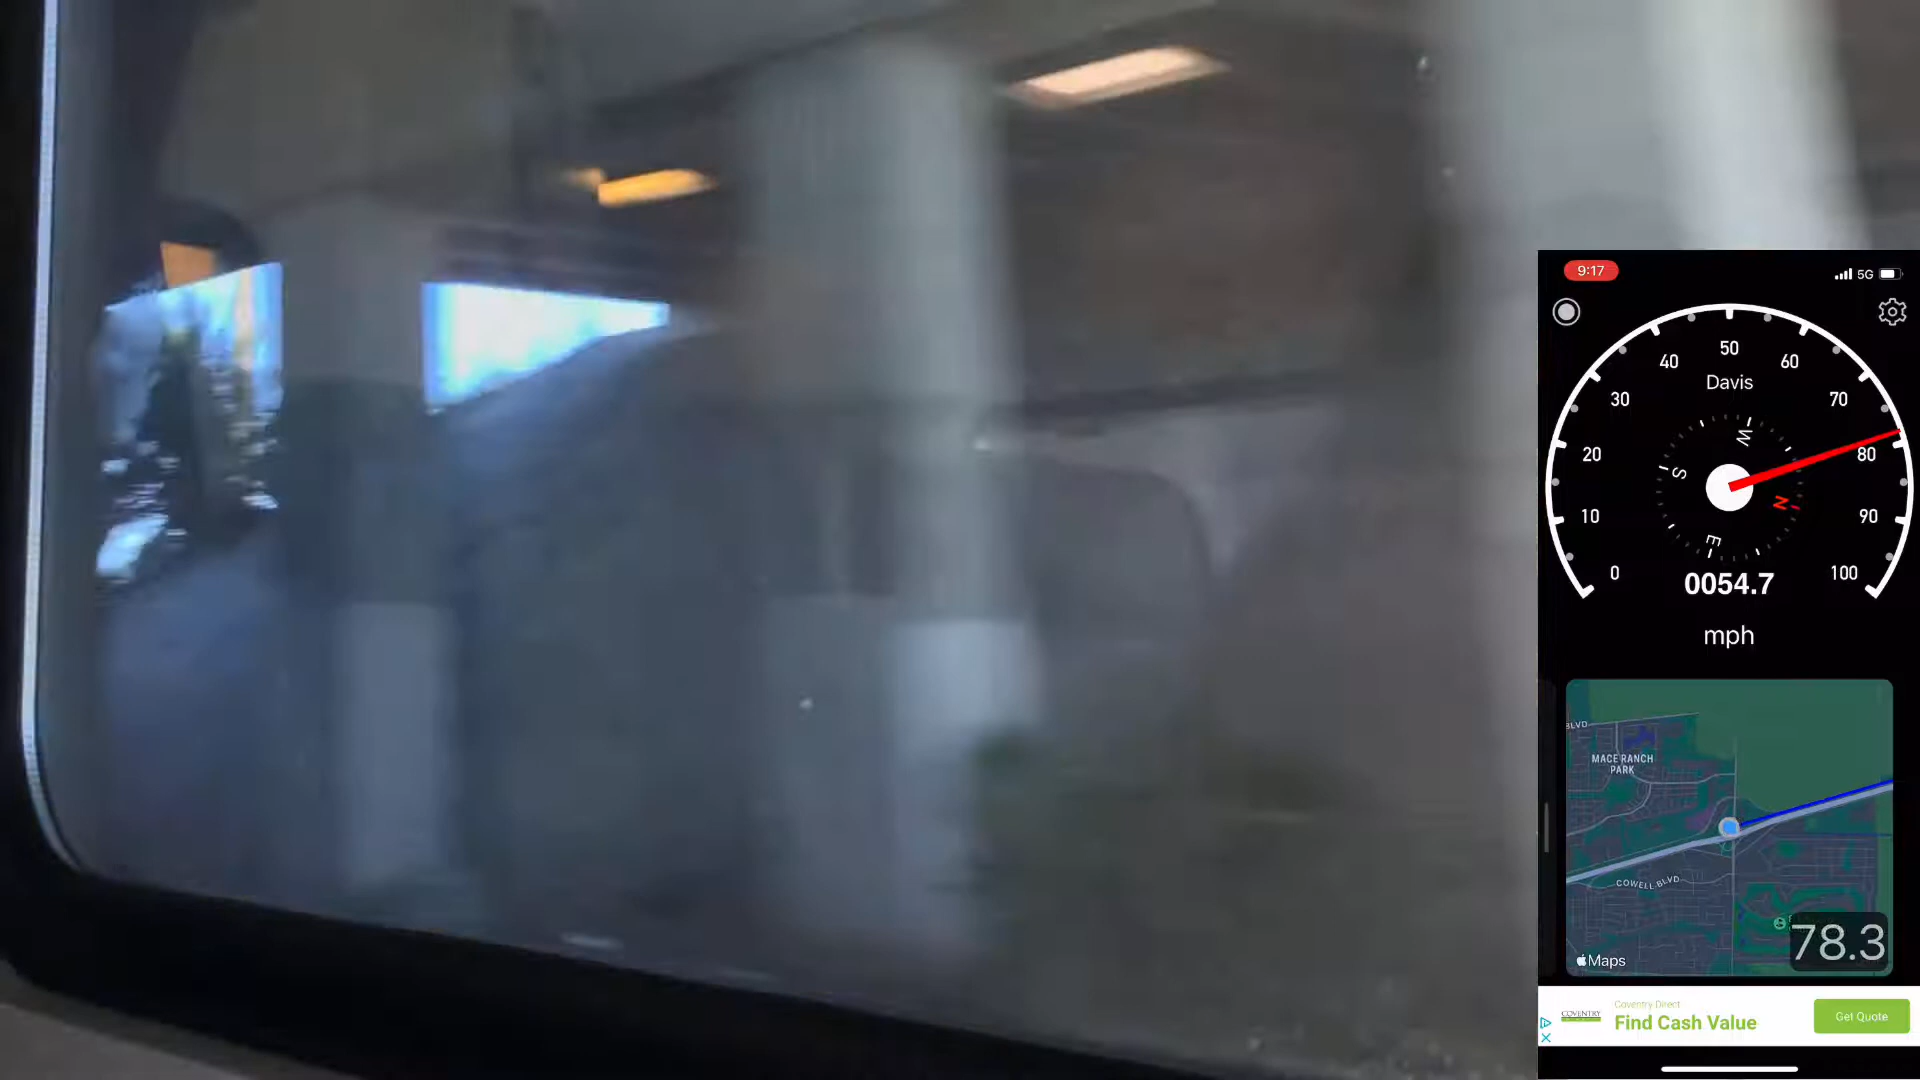 9:17
5G
50
40
60
Davis
30
70
W
20
80
S
N
10
90
E
0
0054.7
100
mph
BLVD
MACE RANCH
PARK
COWELL BLVD
78.3
Maps
Coventry Direct
COVENTRY
Find Cash Value
Get Quote